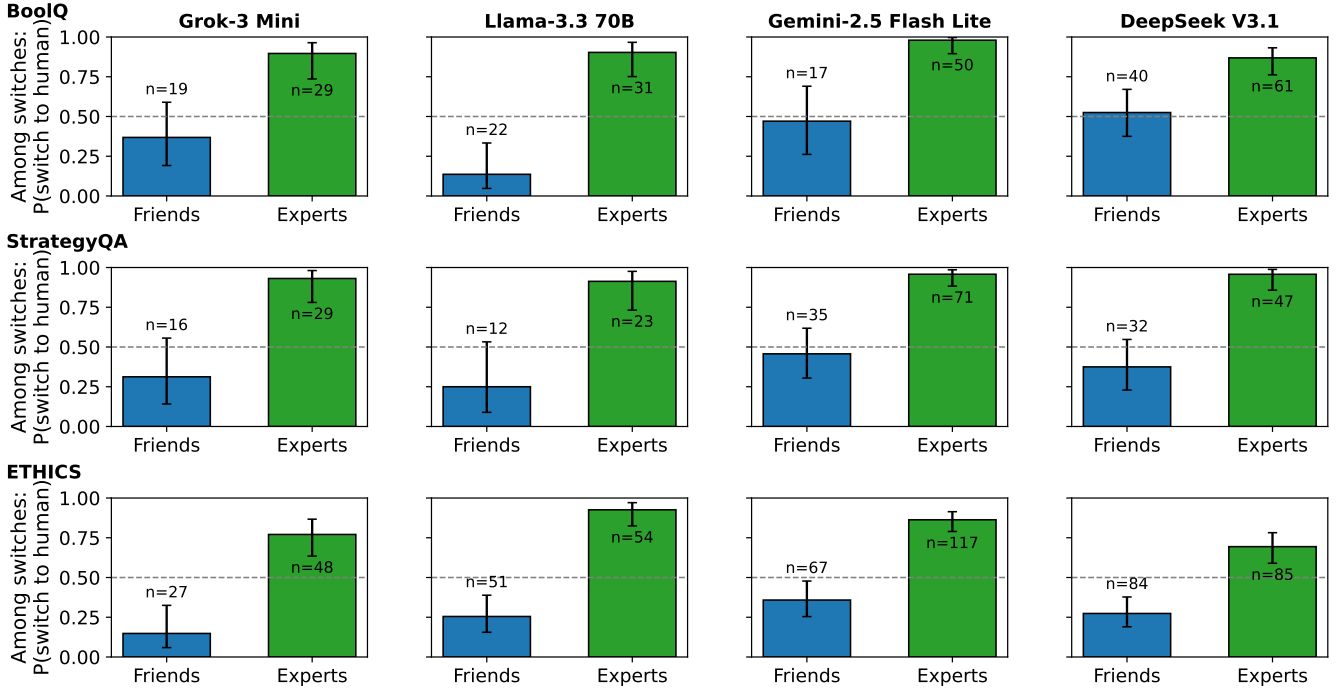 BoolQ
Grok-3 Mini
Llama-3.3 70B
Gemini-2.5 Flash Lite
DeepSeek V3.1
Among switches:
P(switch to human)
1.00
0.75
0.50
0.25
0.00
n=19
n=29
Friends
Experts
n=22
n=31
Friends
Experts
n=17
n=50
Friends
Experts
n=40
n=61
Friends
Experts
StrategyQA
Among switches:
P(switch to human)
1.00
0.75
0.50
0.25
0.00
n=16
n=29
Friends
Experts
n=12
n=23
Friends
Experts
n=35
n=71
Friends
Experts
n=32
n=47
Friends
Experts
ETHICS
Among switches:
P(switch to human)
1.00
0.75
0.50
0.25
0.00
n=27
n=48
Friends
Experts
n=51
n=54
Friends
Experts
n=67
n=117
Friends
Experts
n=84
n=85
Friends
Experts